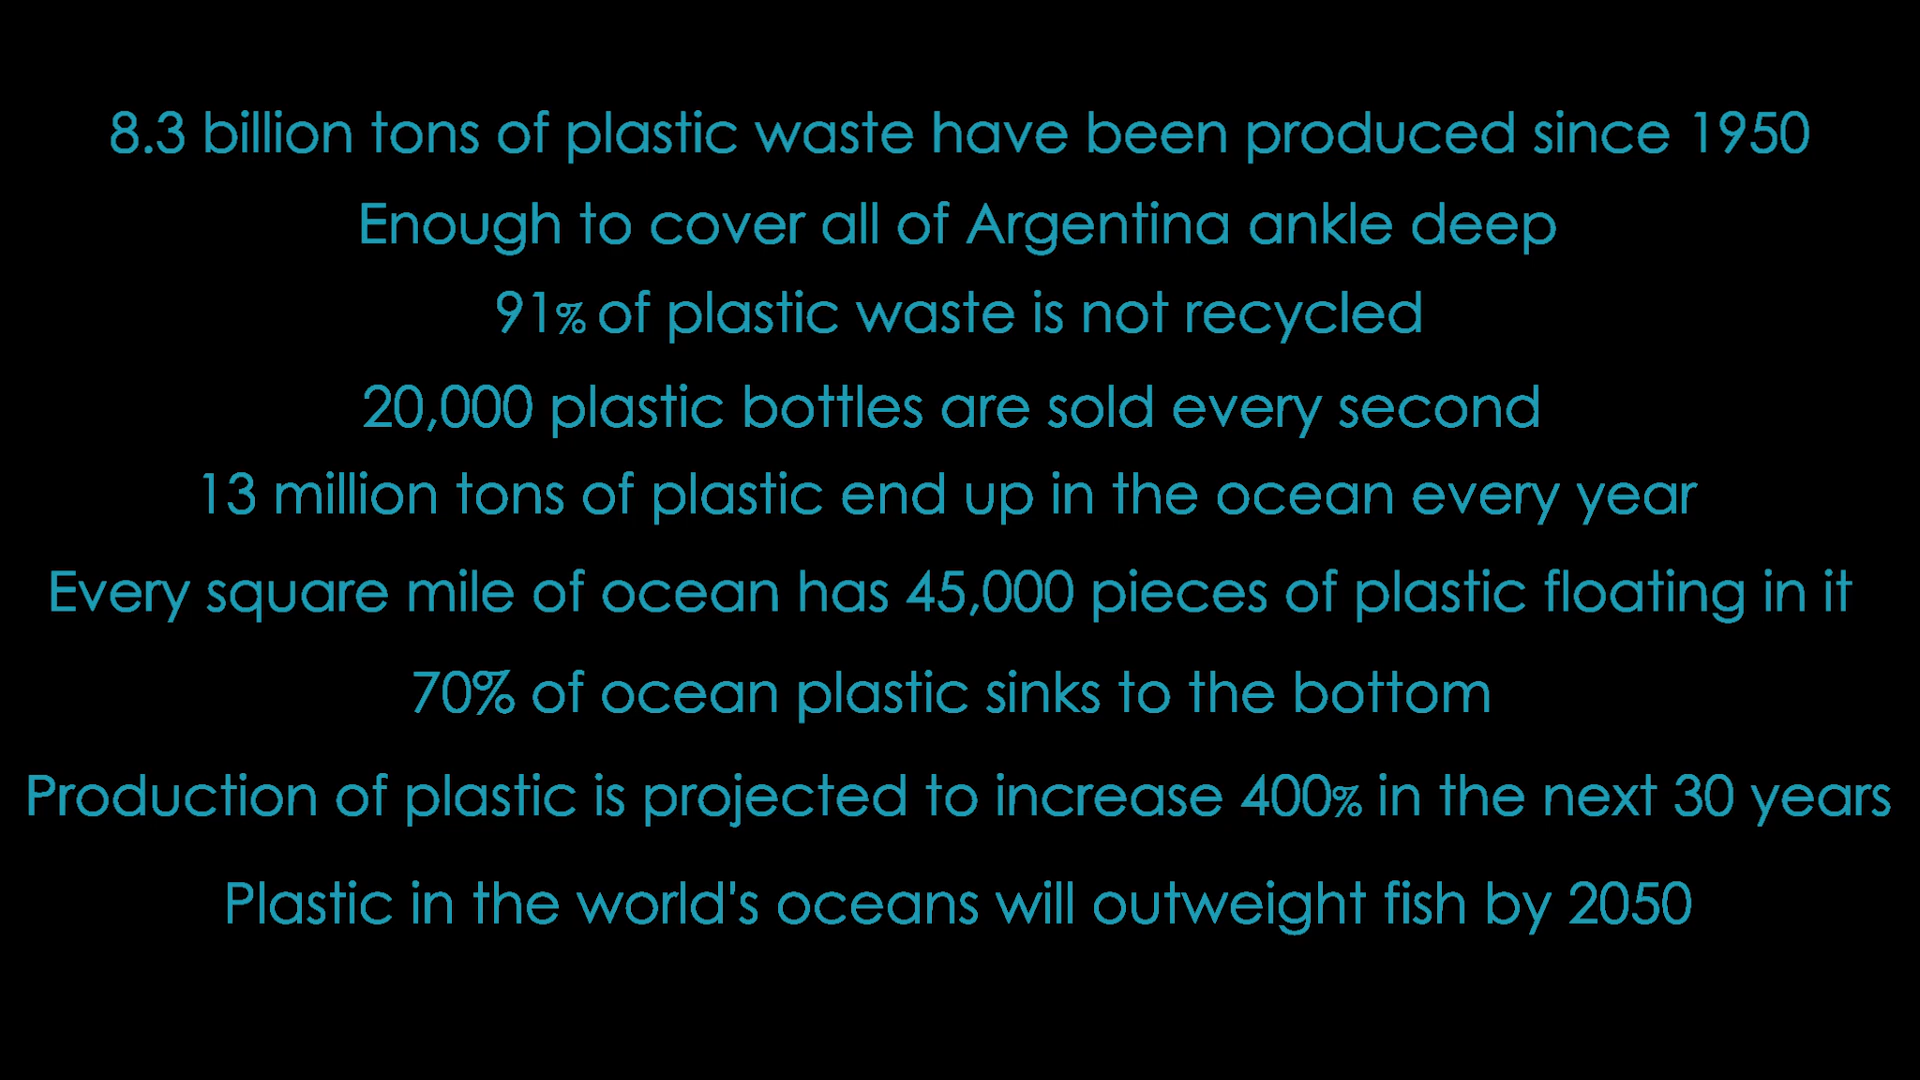 8.3 billion tons of plastic waste have been produced since 1950
Enough to cover all of Argentina ankle deep
91% of plastic waste is not recycled
20,000 plastic bottles are sold every second
13 million tons of plastic end up in the ocean every year
Every square mile of ocean has 45,000 pieces of plastic floating in it
70% of ocean plastic sinks to the bottom
Production of plastic is projected to increase 400% in the next 30 years
Plastic in the world's oceans will outweight fish by 2050